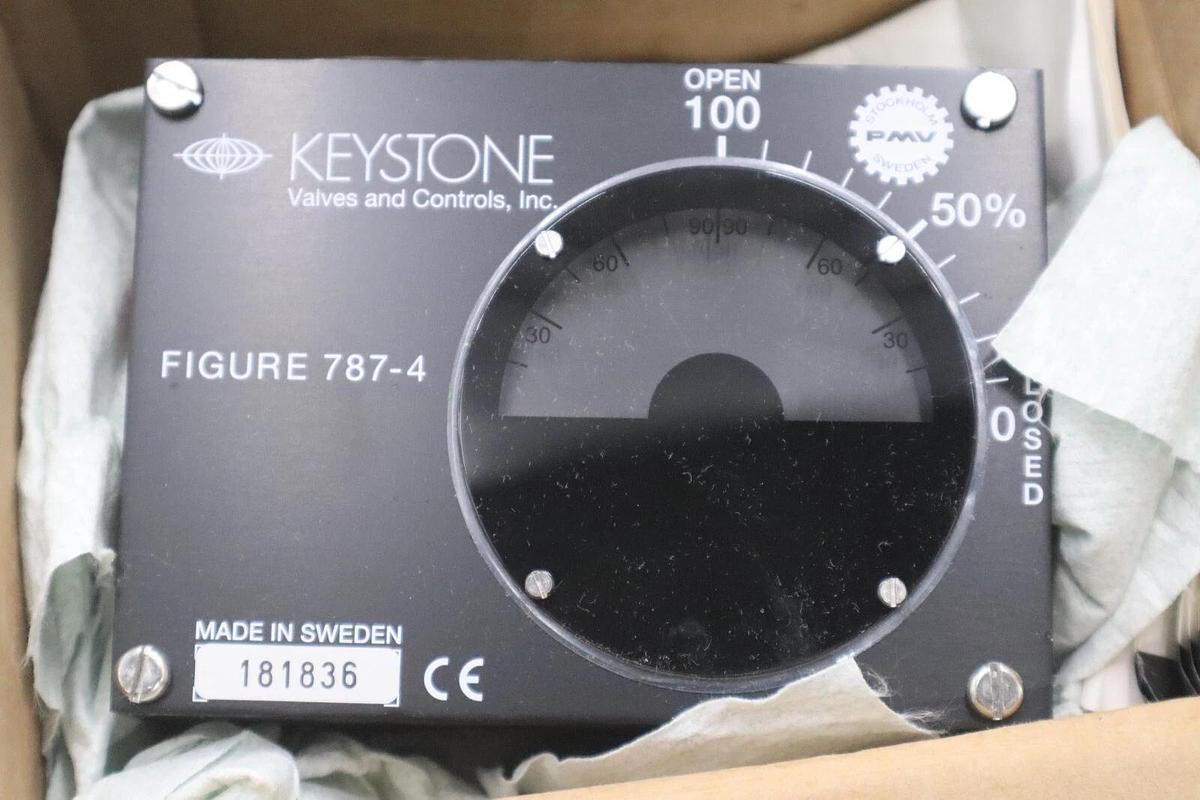 OPEN
100
STOCKHOLM
PMV
SWEDEN
KEYSTONE
Valves and Controls, Inc.
50%
90 90
60 60
30 30
FIGURE 787-4
0
LOSED
MADE IN SWEDEN
181836
CE